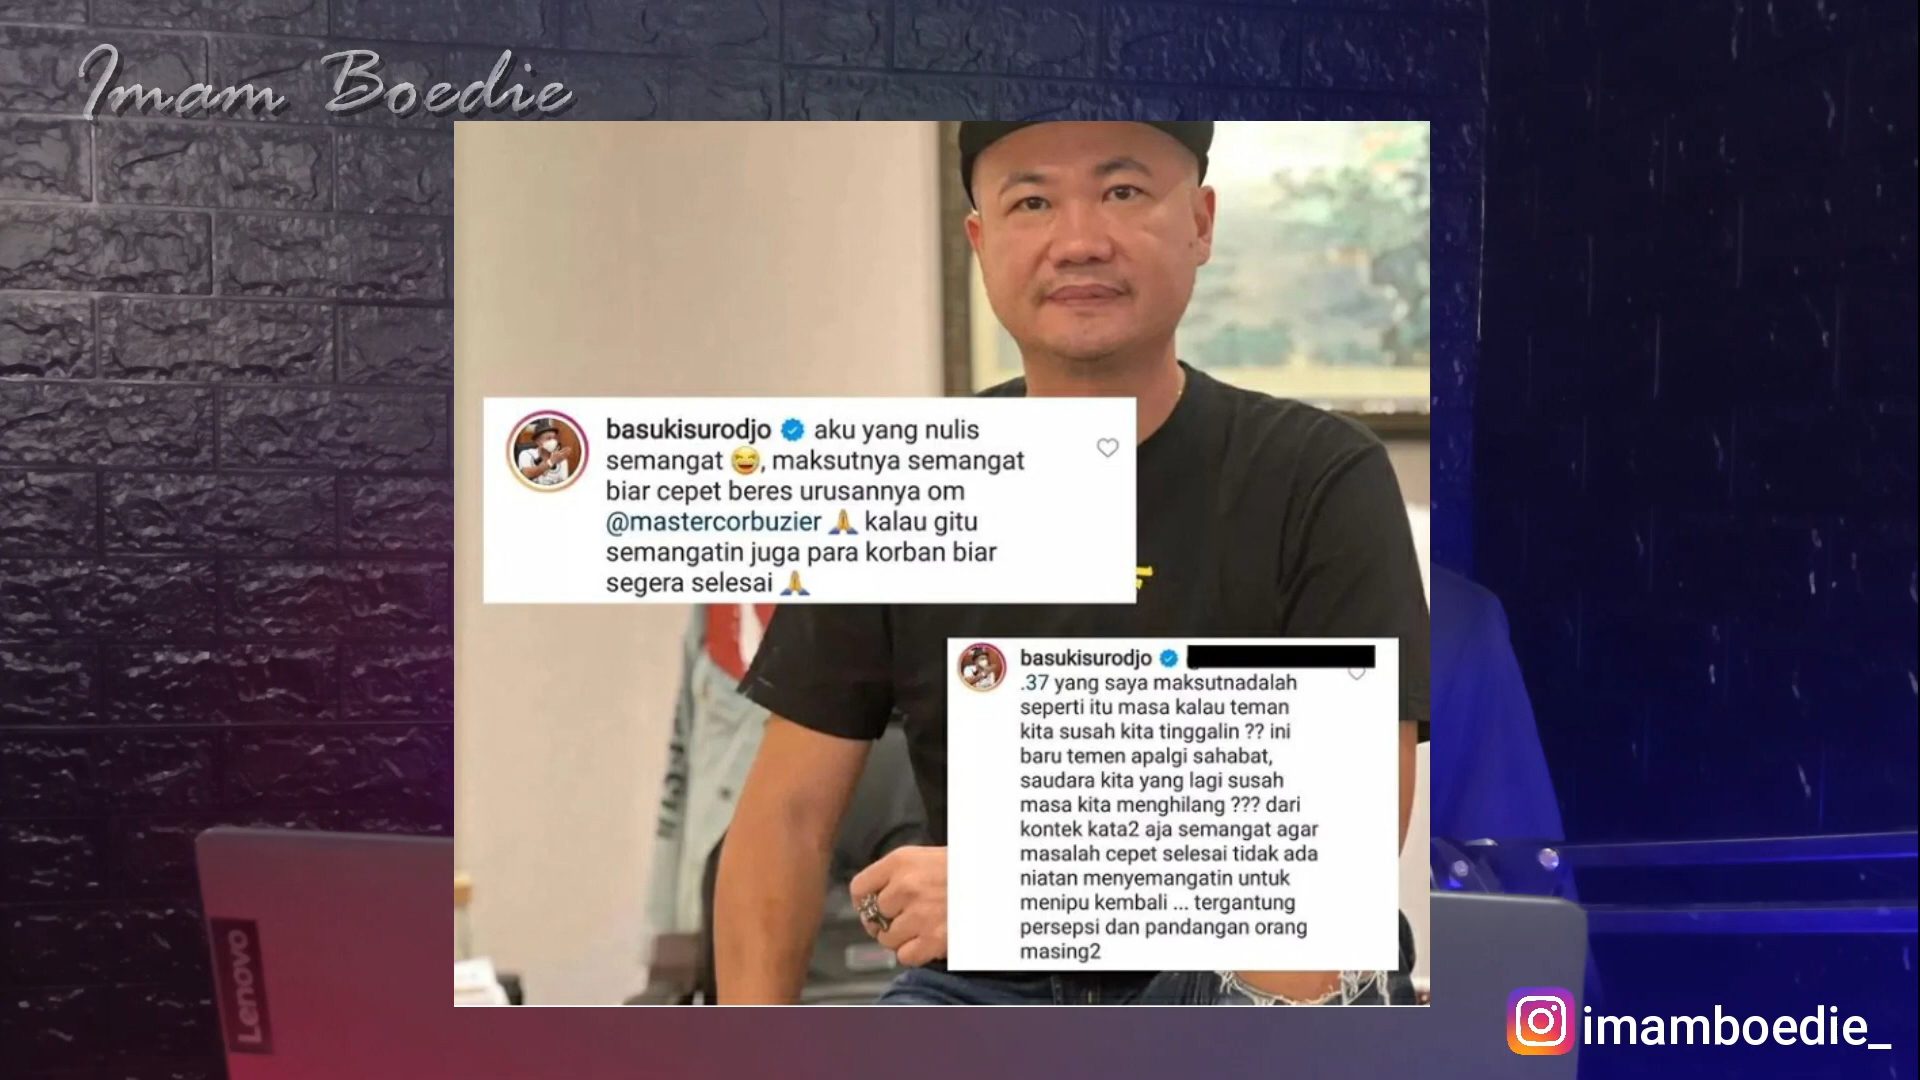 Imam Boedie
basukisurodjo aku yang nulis
semangat 😆, maksutnya semangat
biar cepet beres urusannya om
@mastercorbuzier 🙏 kalau gitu
semangatin juga para korban biar
segera selesai 🙏
basukisurodjo
.37 yang saya maksutnadalah
seperti itu masa kalau teman
kita susah kita tinggalin ?? ini
baru temen apalgi sahabat,
saudara kita yang lagi susah
masa kita menghilang ??? dari
kontek kata2 aja semangat agar
masalah cepet selesai tidak ada
niatan menyemangatin untuk
menipu kembali ... tergantung
persepsi dan pandangan orang
masing2
Lenovo
imamboedie_